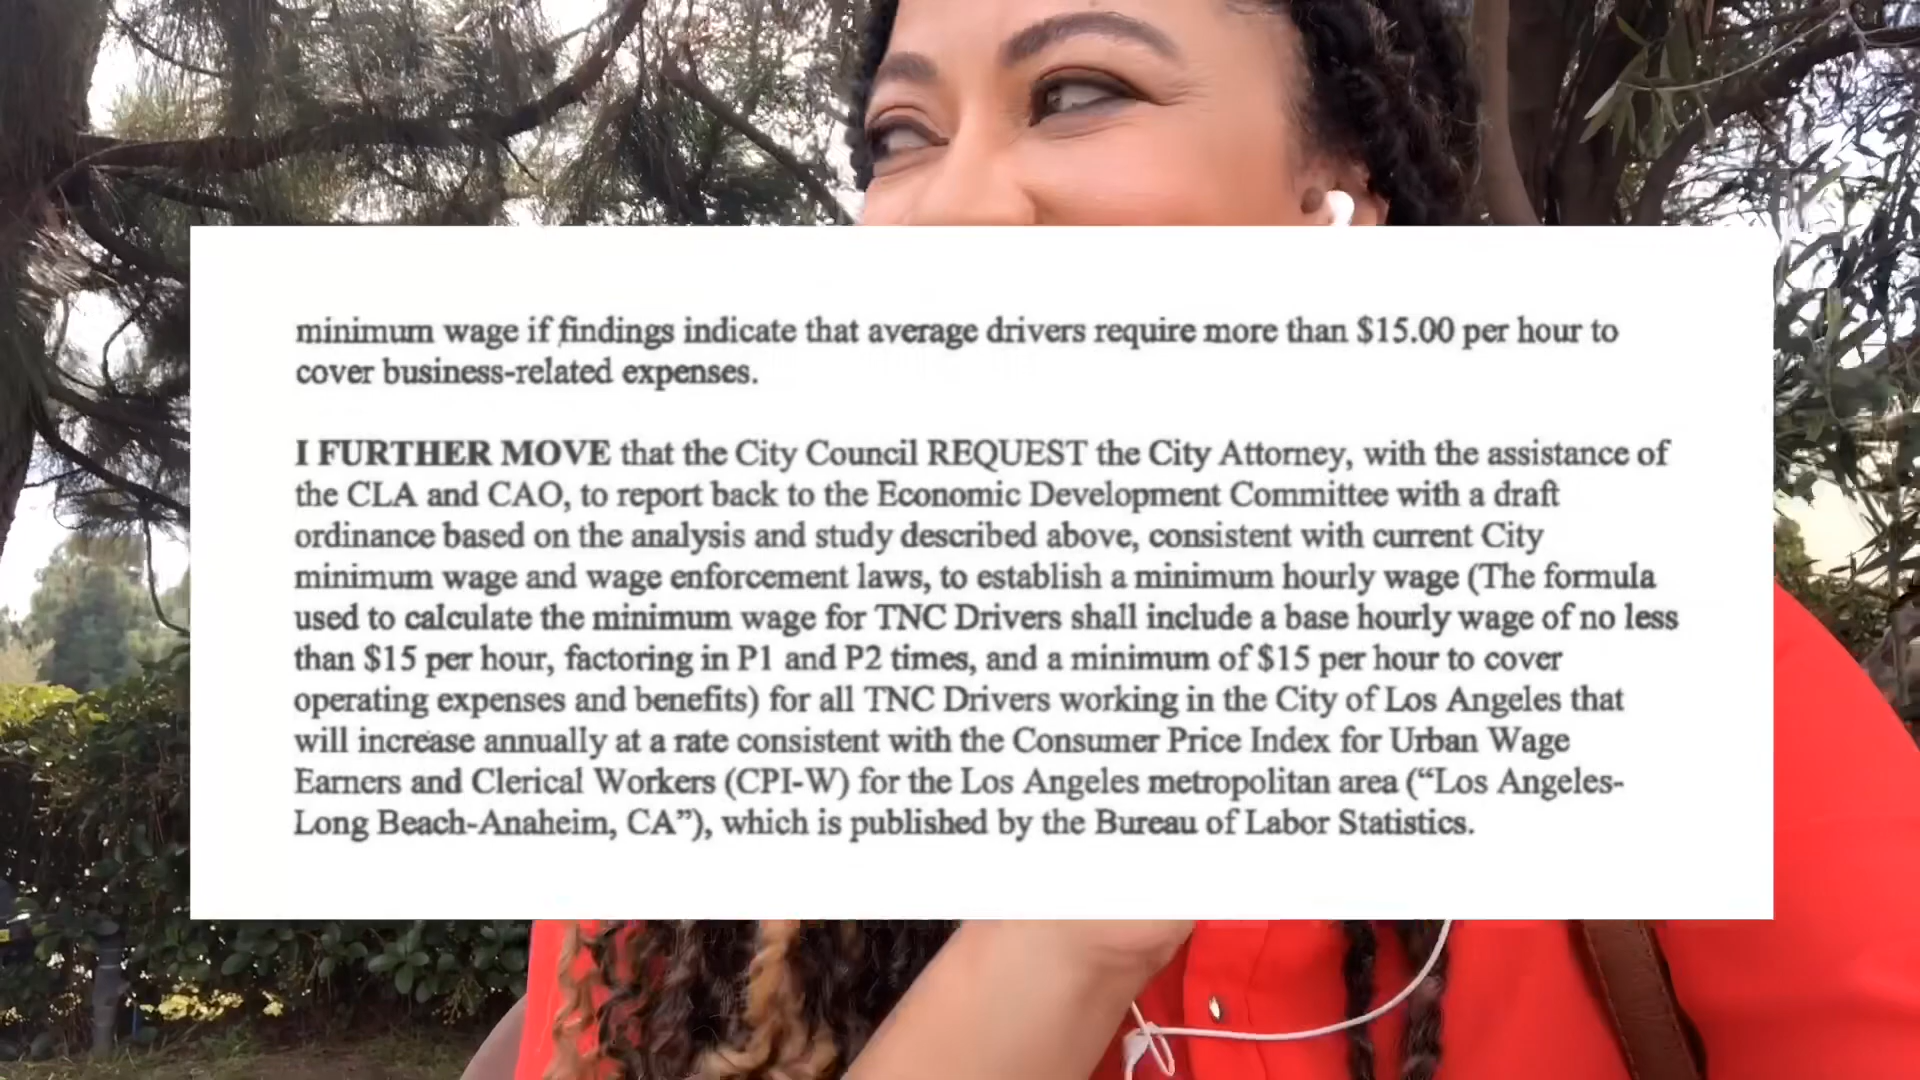 minimum wage if findings indicate that average drivers require more than $15.00 per hour to
cover business-related expenses.
I FURTHER MOVE that the City Council REQUEST the City Attorney, with the assistance of
the CLA and CAO, to report back to the Economic Development Committee with a draft
ordinance based on the analysis and study described above, consistent with current City
minimum wage and wage enforcement laws, to establish a minimum hourly wage (The formula
used to calculate the minimum wage for TNC Drivers shall include a base hourly wage of no less
than $15 per hour, factoring in P1 and P2 times, and a minimum of $15 per hour to cover
operating expenses and benefits) for all TNC Drivers working in the City of Los Angeles that
will increase annually at a rate consistent with the Consumer Price Index for Urban Wage
Earners and Clerical Workers (CPI-W) for the Los Angeles metropolitan area (“Los Angeles-
Long Beach-Anaheim, CA”), which is published by the Bureau of Labor Statistics.